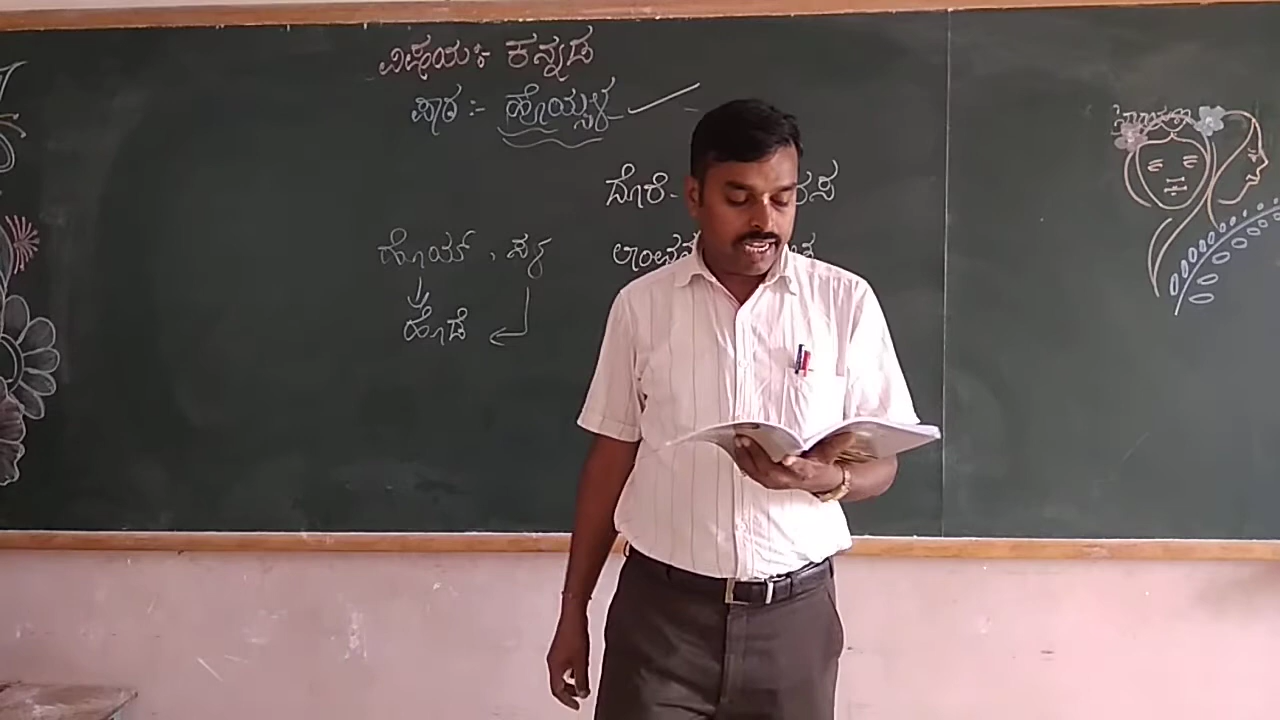 ವಿಷಯ:- ಕನ್ನಡ
ಪಾಠ :- ಹೊಯ್ಸಳ
ದೊರೆ-
ಹೊಯ್ , ಸಳ
ಹೊಡೆ